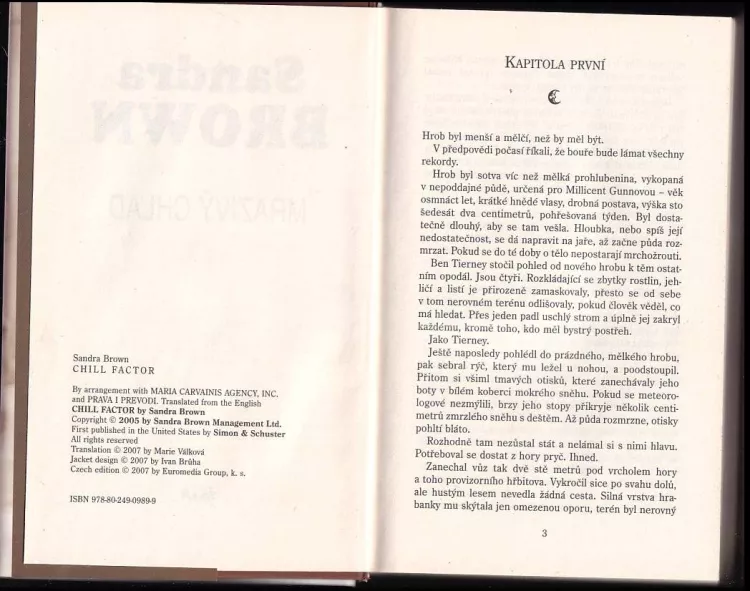 Sandra Brown
CHILL FACTOR
By arrangement with MARIA CARVAINIS AGENCY, INC.
and PRAVA I PREVODI. Translated from the English
CHILL FACTOR by Sandra Brown
Copyright © 2005 by Sandra Brown Management Ltd.
First published in the United States by Simon & Schuster
All rights reserved
Translation © 2007 by Marie Válková
Jacket design © 2007 by Ivan Brůha
Czech edition © 2007 by Euromedia Group, k. s.
ISBN 978-80-249-0989-9
KAPITOLA PRVNÍ
Hrob byl menší a mělčí, než by měl být.
V předpovědi počasí říkali, že bouře bude lámat všechny
rekordy.
Hrob byl sotva víc než mělká prohlubenina, vykopaná
v nepoddajné půdě, určená pro Millicent Gunnovou – věk
osmnáct let, krátké hnědé vlasy, drobná postava, výška sto
šedesát dva centimetrů, pohřešovaná týden. Byl dosta-
tečně dlouhý, aby se tam vešla. Hloubka, nebo spíš její
nedostatečnost, se dá napravit na jaře, až začne půda roz-
mrzat. Pokud se do té doby o tělo nepostarají mrchožrouti.
Ben Tierney stočil pohled od nového hrobu k těm ostat-
ním opodál. Jsou čtyři. Rozkládající se zbytky rostlin, jeh-
ličí a listí je přirozeně zamaskovaly, přesto se od sebe
v tom nerovném terénu odlišovaly, pokud člověk věděl, co
má hledat. Přes jeden padl uschlý strom a úplně jej zakryl
každému, kromě toho, kdo měl bystrý postřeh.
Jako Tierney.
Ještě naposledy pohlédl do prázdného, mělkého hrobu,
pak sebral rýč, který mu ležel u nohou, a poodstoupil.
Přitom si všiml tmavých otisků, které zanechávaly jeho
boty v bílém koberci mokrého sněhu. Pokud se meteoro-
logové nezmýlili, brzy jeho stopy přikryje několik centi-
metrů zmrzlého sněhu s deštěm. Až půda rozmrzne, otisky
pohltí bláto.
Rozhodně tam nezůstal stát a nelámal si s nimi hlavu.
Potřeboval se dostat z hory pryč. Ihned.
Zanechal vůz tak dvě stě metrů pod vrcholem hory
a toho provizorního hřbitova. Vykročil sice po svahu dolů,
ale hustým lesem nevedla žádná cesta. Silná vrstva hra-
banky mu skýtala jen omezenou oporu, terén byl nerovný
3